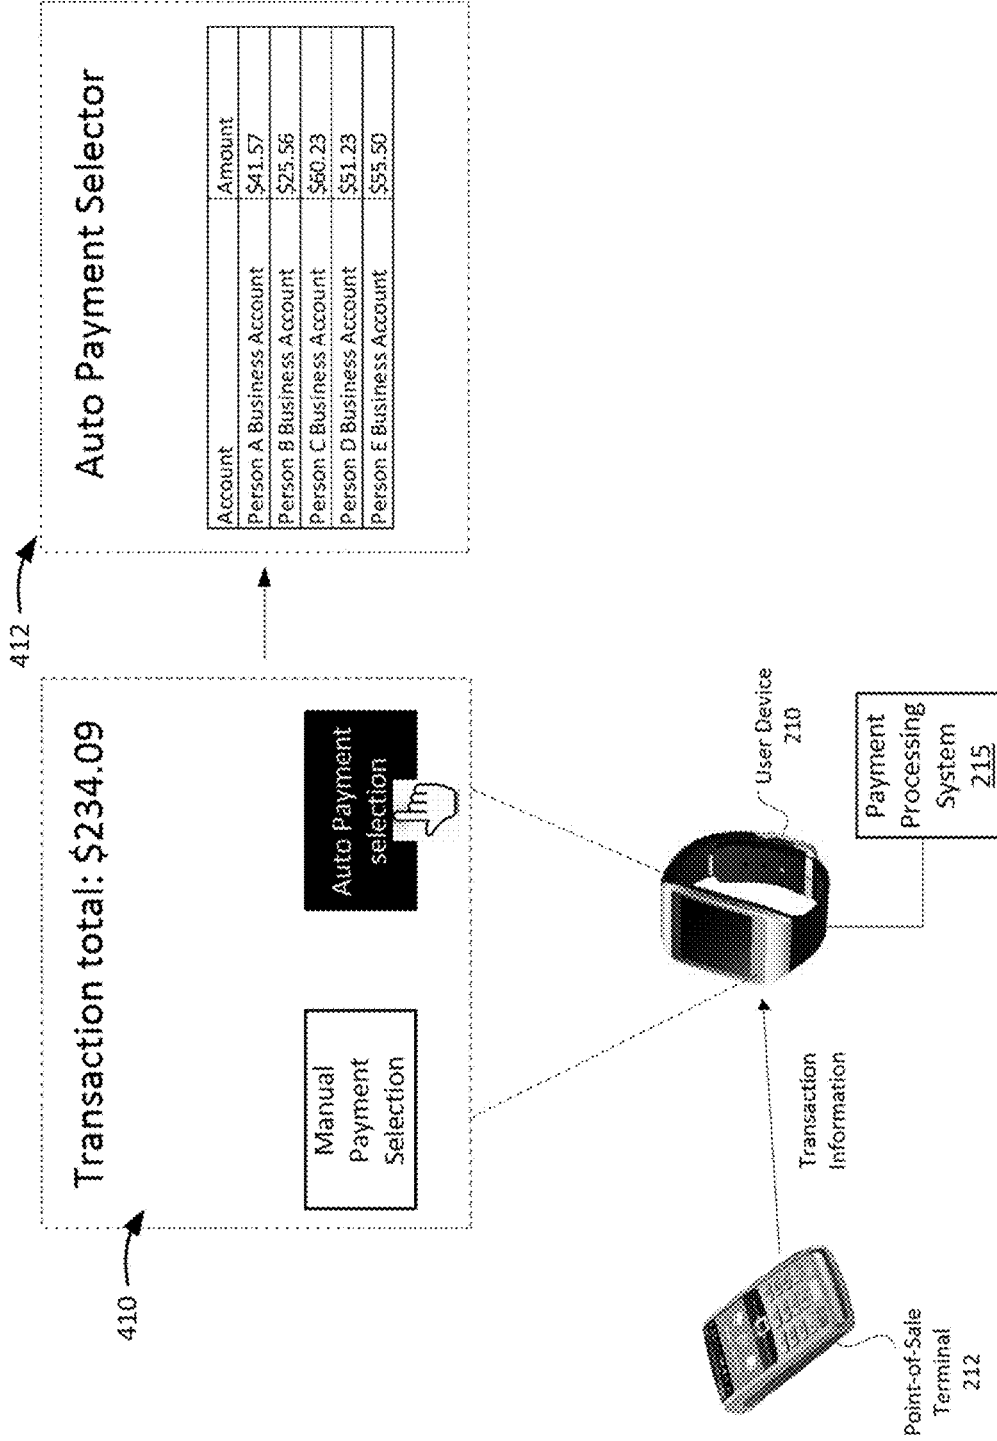 410
Transaction total: $234.09
Manual
Payment
Selection
Auto Payment
selection
412
Auto Payment Selector
Account Amount
Person A Business Account $41.57
Person B Business Account $25.56
Person C Business Account $60.23
Person D Business Account $51.23
Person E Business Account $55.50
Point-of-Sale
Terminal
212
Transaction
Information
User Device
210
Payment
Processing
System
215